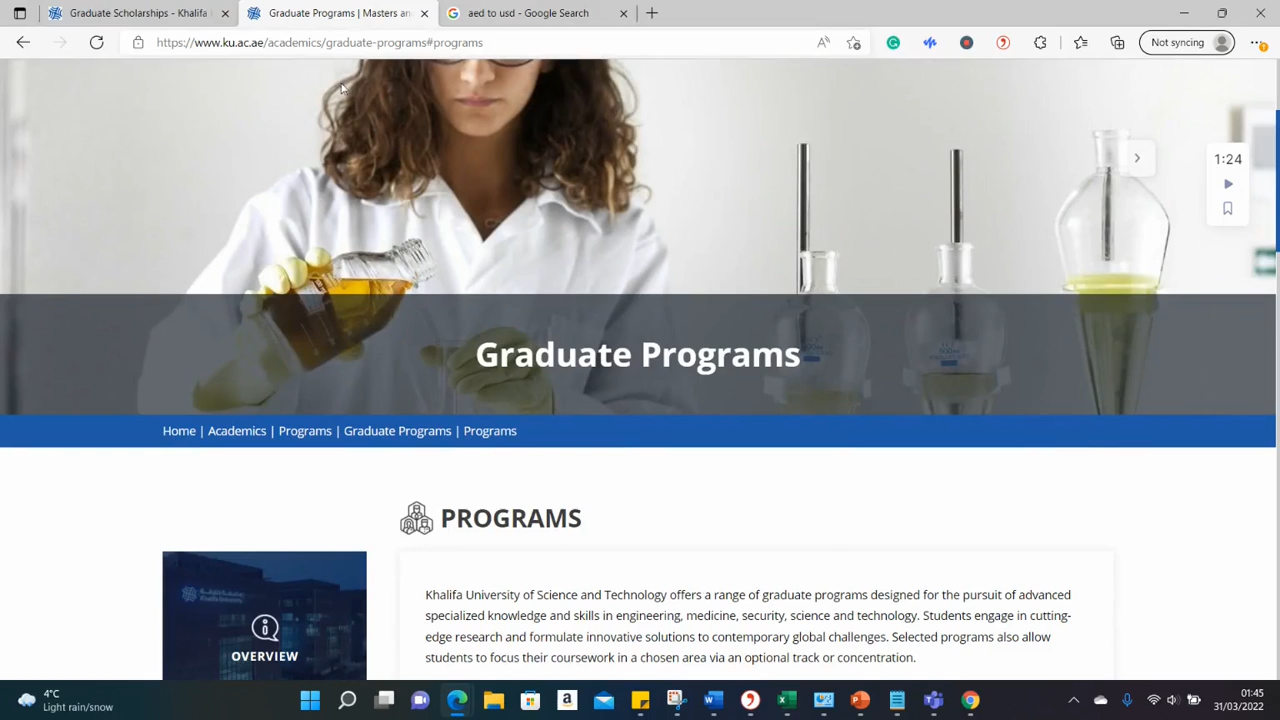 Graduate Scholarships - Khalifa
Graduate Programs | Masters an
aed to usd - Google Search
https://www.ku.ac.ae/academics/graduate-programs#programs
Not syncing
1:24
Graduate Programs
Home | Academics | Programs | Graduate Programs | Programs
PROGRAMS
Khalifa University of Science and Technology offers a range of graduate programs designed for the pursuit of advanced
specialized knowledge and skills in engineering, medicine, security, science and technology. Students engage in cutting-
edge research and formulate innovative solutions to contemporary global challenges. Selected programs also allow
students to focus their coursework in a chosen area via an optional track or concentration.
OVERVIEW
4°C
Light rain/snow
01:45
31/03/2022